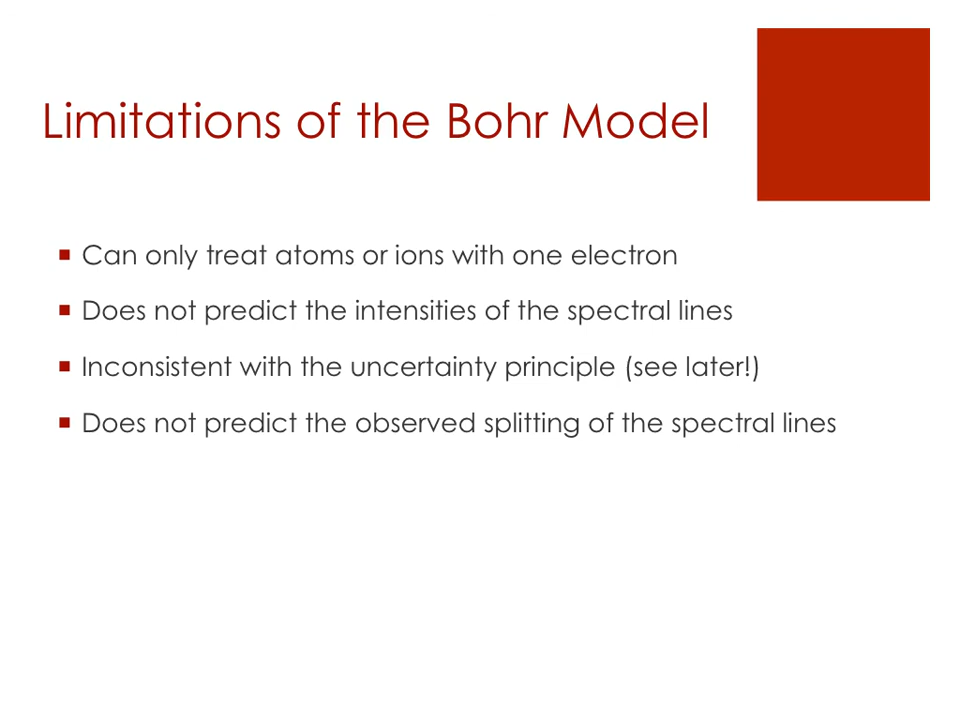 Limitations of the Bohr Model
Can only treat atoms or ions with one electron
Does not predict the intensities of the spectral lines
Inconsistent with the uncertainty principle (see later!)
Does not predict the observed splitting of the spectral lines